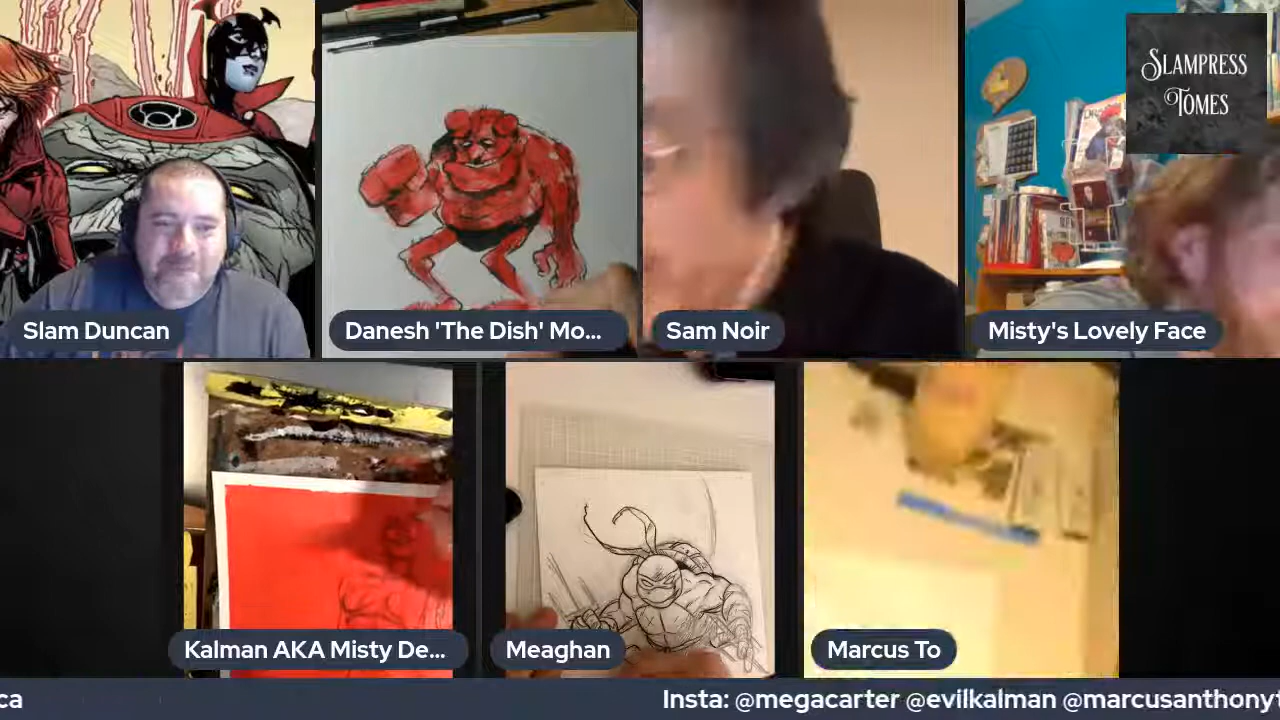 SLAMPRESS
TOMES
Slam Duncan
Danesh 'The Dish' Mo...
Sam Noir
Misty's Lovely Face
Kalman AKA Misty De...
Meaghan
Marcus To
ca
Insta: @megacarter @evilkalman @marcusanthonyt